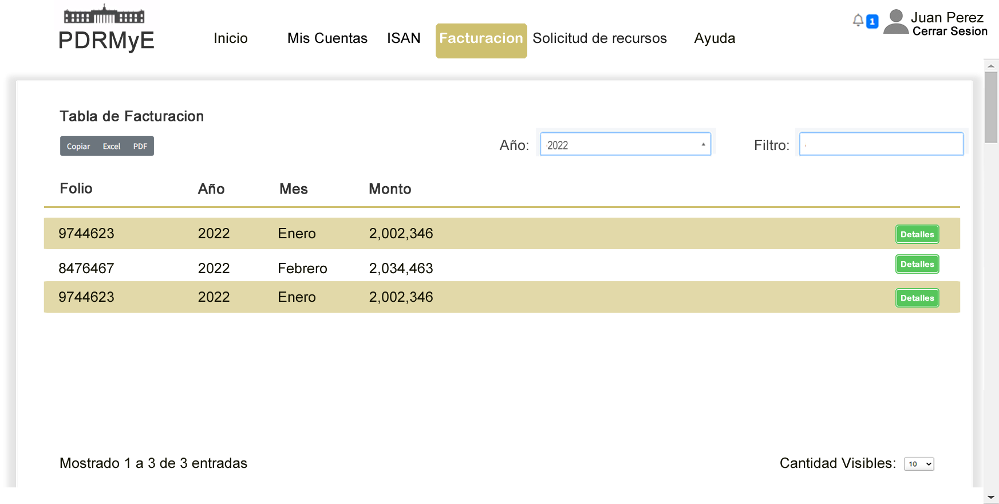 PDRMyE
Inicio Mis Cuentas ISAN Facturacion Solicitud de recursos Ayuda
1 Juan Perez
Cerrar Sesion
Tabla de Facturacion
Copiar Excel PDF
Año: 2022 Filtro:
Folio Año Mes Monto
9744623 2022 Enero 2,002,346 Detalles
8476467 2022 Febrero 2,034,463 Detalles
9744623 2022 Enero 2,002,346 Detalles
Mostrado 1 a 3 de 3 entradas Cantidad Visibles: 10